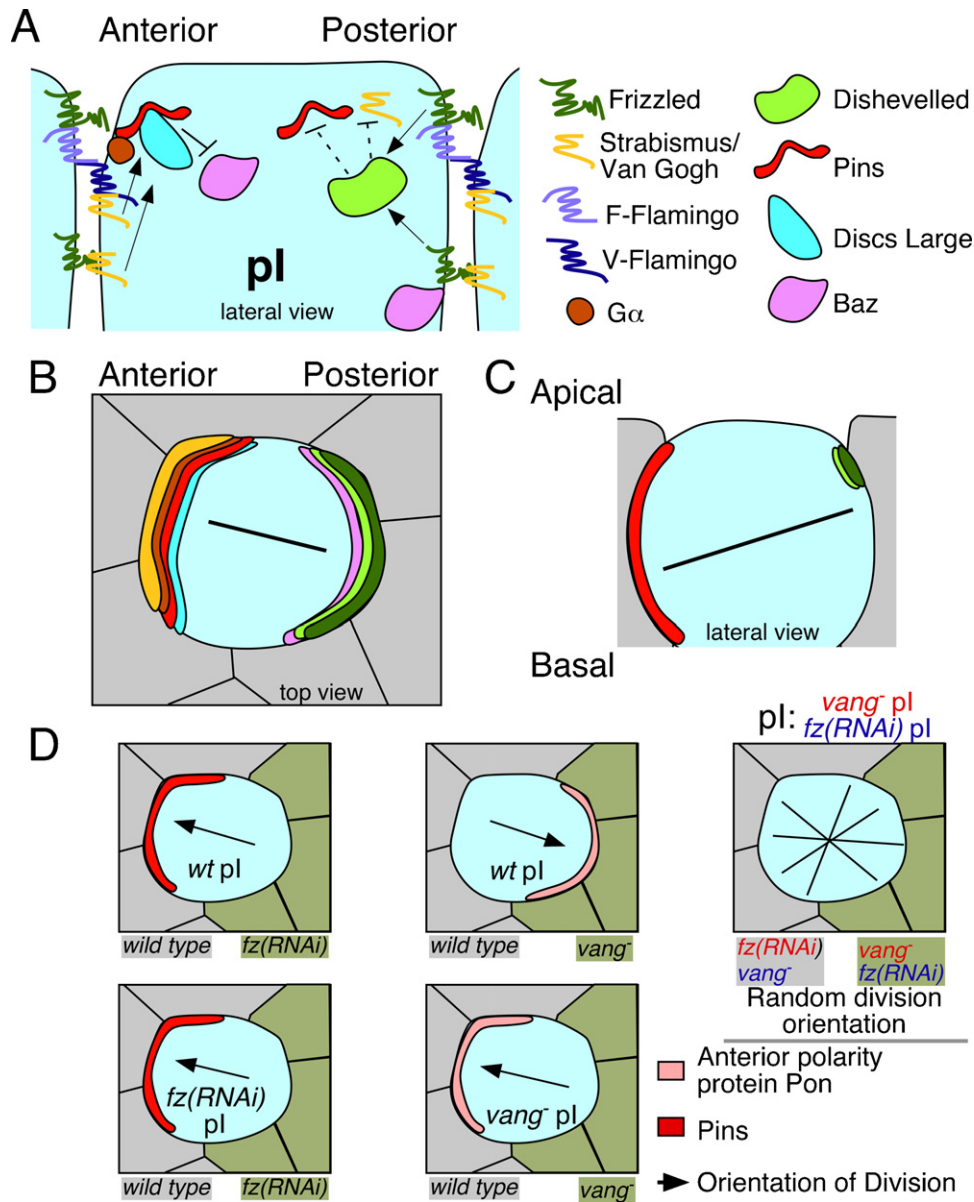 A
Anterior
Posterior
pI
lateral view
Frizzled
Strabismus/
Van Gogh
F-Flamingo
V-Flamingo
Gα
Dishevelled
Pins
Discs Large
Baz
B
Anterior
Posterior
top view
C
Apical
lateral view
Basal
D
wt pI
wild type
fz(RNAi)
wt pI
wild type
vang-
pI:
vang- pI
fz(RNAi) pI
fz(RNAi)
vang-
vang-
fz(RNAi)
Random division
orientation
fz(RNAi)
pI
wild type
fz(RNAi)
vang- pI
wild type
vang-
Anterior polarity
protein Pon
Pins
Orientation of Division